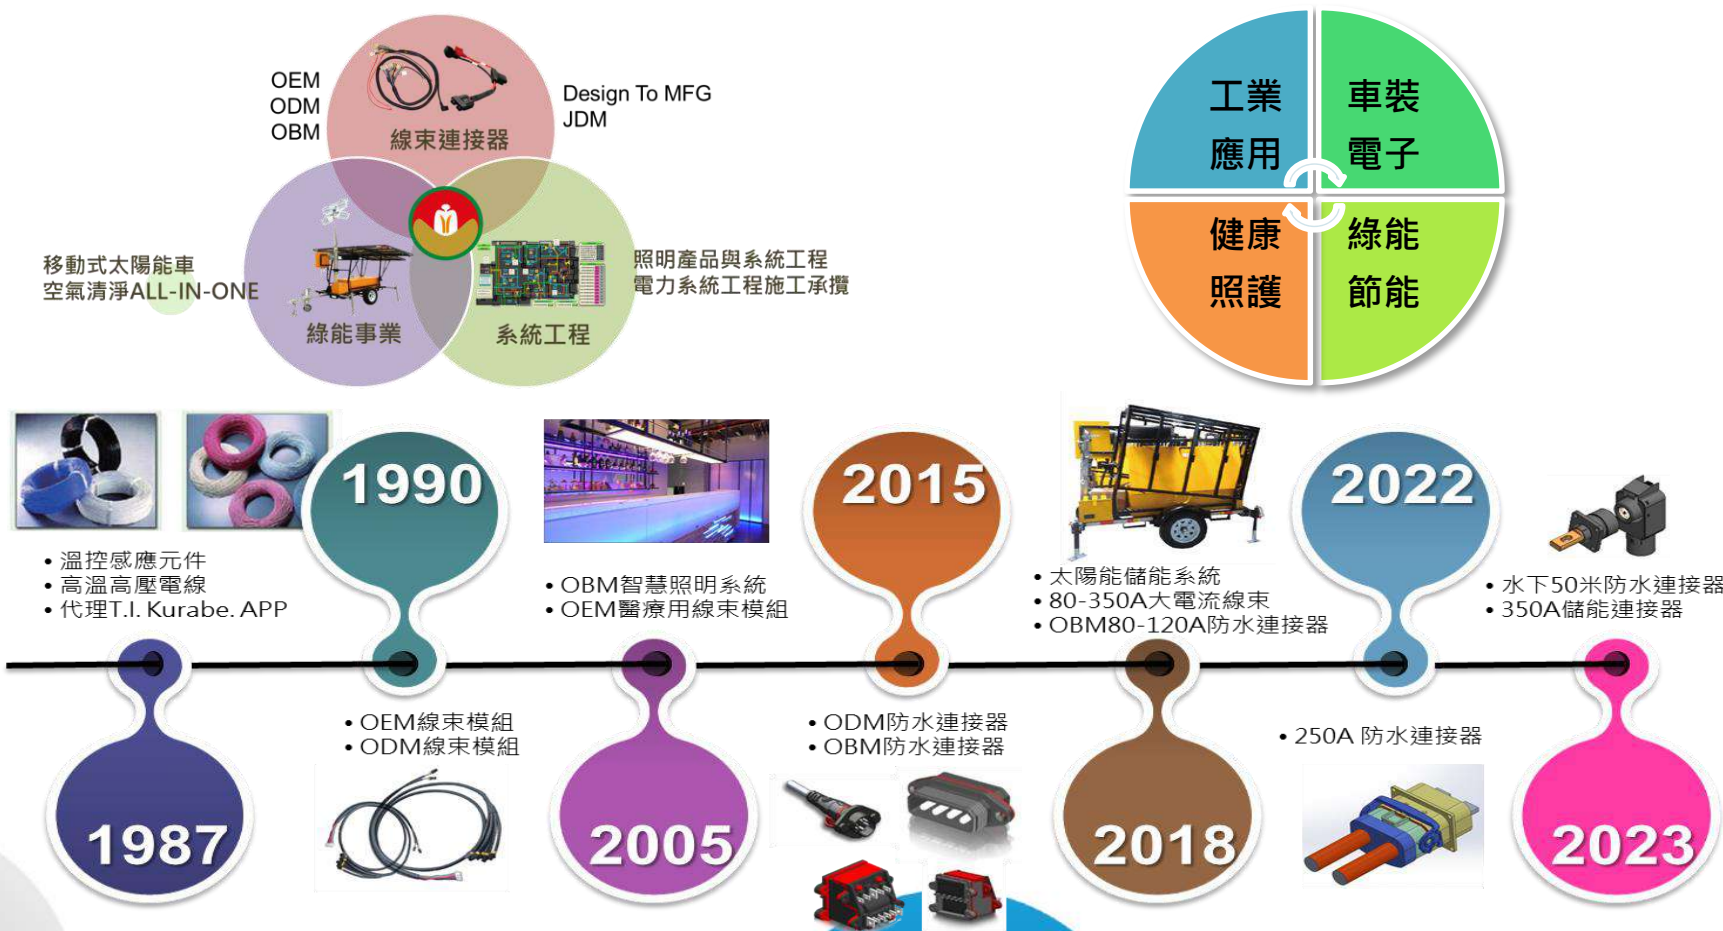 OEM
ODM
OBM
Design To MFG
JDM
線束連接器
移動式太陽能車
空氣清淨ALL-IN-ONE
綠能事業
系統工程
照明產品與系統工程
電力系統工程施工承攬
工業
應用
車裝
電子
健康
照護
綠能
節能
1990
2015
2022
• 溫控感應元件
• 高溫高壓電線
• 代理T.I. Kurabe. APP
• OBM智慧照明系統
• OEM醫療用線束模組
• 太陽能儲能系統
• 80-350A大電流線束
• OBM80-120A防水連接器
• 水下50米防水連接器
• 350A儲能連接器
• OEM線束模組
• ODM線束模組
• ODM防水連接器
• OBM防水連接器
• 250A 防水連接器
1987
2005
2018
2023